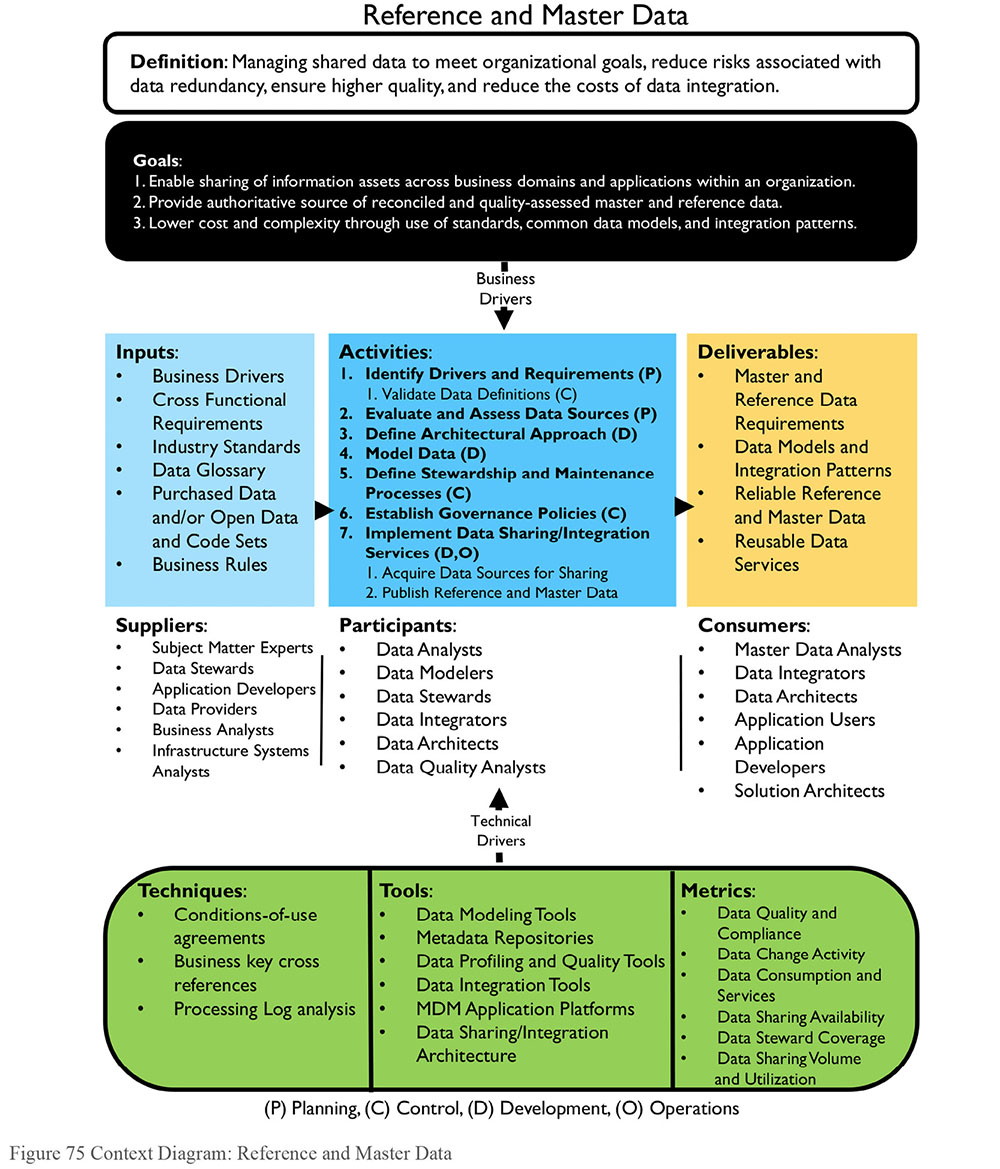 Reference and Master Data
Definition: Managing shared data to meet organizational goals, reduce risks associated with
data redundancy, ensure higher quality, and reduce the costs of data integration.
Goals:
1. Enable sharing of information assets across business domains and applications within an organization.
2. Provide authoritative source of reconciled and quality-assessed master and reference data.
3. Lower cost and complexity through use of standards, common data models, and integration patterns.
Business
Drivers
Inputs:
• Business Drivers
• Cross Functional
Requirements
• Industry Standards
• Data Glossary
• Purchased Data
and/or Open Data
and Code Sets
• Business Rules
Activities:
1. Identify Drivers and Requirements (P)
1. Validate Data Definitions (C)
2. Evaluate and Assess Data Sources (P)
3. Define Architectural Approach (D)
4. Model Data (D)
5. Define Stewardship and Maintenance
Processes (C)
6. Establish Governance Policies (C)
7. Implement Data Sharing/Integration
Services (D,O)
1. Acquire Data Sources for Sharing
2. Publish Reference and Master Data
Deliverables:
• Master and
Reference Data
Requirements
• Data Models and
Integration Patterns
• Reliable Reference
and Master Data
• Reusable Data
Services
Suppliers:
• Subject Matter Experts
• Data Stewards
• Application Developers
• Data Providers
• Business Analysts
• Infrastructure Systems
Analysts
Participants:
• Data Analysts
• Data Modelers
• Data Stewards
• Data Integrators
• Data Architects
• Data Quality Analysts
Consumers:
• Master Data Analysts
• Data Integrators
• Data Architects
• Application Users
• Application
Developers
• Solution Architects
Technical
Drivers
Techniques:
• Conditions-of-use
agreements
• Business key cross
references
• Processing Log analysis
Tools:
• Data Modeling Tools
• Metadata Repositories
• Data Profiling and Quality Tools
• Data Integration Tools
• MDM Application Platforms
• Data Sharing/Integration
Architecture
Metrics:
• Data Quality and
Compliance
• Data Change Activity
• Data Consumption and
Services
• Data Sharing Availability
• Data Steward Coverage
• Data Sharing Volume
and Utilization
(P) Planning, (C) Control, (D) Development, (O) Operations
Figure 75 Context Diagram: Reference and Master Data